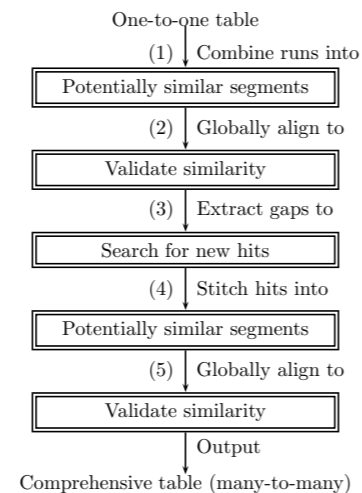 One-to-one table
(1) Combine runs into
Potentially similar segments
(2) Globally align to
Validate similarity
(3) Extract gaps to
Search for new hits
(4) Stitch hits into
Potentially similar segments
(5) Globally align to
Validate similarity
Output
Comprehensive table (many-to-many)